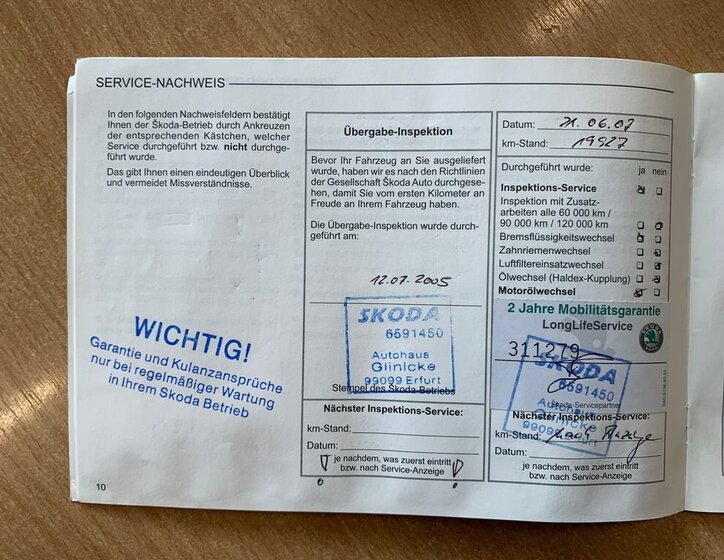 SERVICE-NACHWEIS
In den folgenden Nachweisfeldern bestätigt
Ihnen der Škoda-Betrieb durch Ankreuzen
der entsprechenden Kästchen, welcher
Service durchgeführt bzw. nicht durchge-
führt wurde.
Das gibt Ihnen einen eindeutigen Überblick
und vermeidet Missverständnisse.
WICHTIG!
Garantie und Kulanzansprüche
nur bei regelmäßiger Wartung
in Ihrem Skoda Betrieb
10
Übergabe-Inspektion
Bevor Ihr Fahrzeug an Sie ausgeliefert
wurde, haben wir es nach den Richtlinien
der Gesellschaft Škoda Auto durchgese-
hen, damit Sie vom ersten Kilometer an
Freude an Ihrem Fahrzeug haben.
Die Übergabe-Inspektion wurde durch-
geführt am:
12.07.2005
SKODA
6591450
Autohaus
Glinicke
99099 Erfurt
Stempel des Škoda-Betriebs
Nächster Inspektions-Service:
km-Stand:
Datum:
je nachdem, was zuerst eintritt
bzw. nach Service-Anzeige
Datum: 21.06.07
km-Stand: 19927
Durchgeführt wurde: ja nein
Inspektions-Service
Inspektion mit Zusatz-
arbeiten alle 60 000 km /
90 000 km / 120 000 km
Bremsflüssigkeitswechsel
Zahnriemenwechsel
Luftfiltereinsatzwechsel
Ölwechsel (Haldex-Kupplung)
Motorölwechsel
2 Jahre Mobilitätsgarantie
LongLifeService
311279
SKODA
6591450
Škoda-Servicepartner
Nächster Inspektions-Service:
km-Stand: nach Anzeige
Datum:
je nachdem, was zuerst eintritt
bzw. nach Service-Anzeige